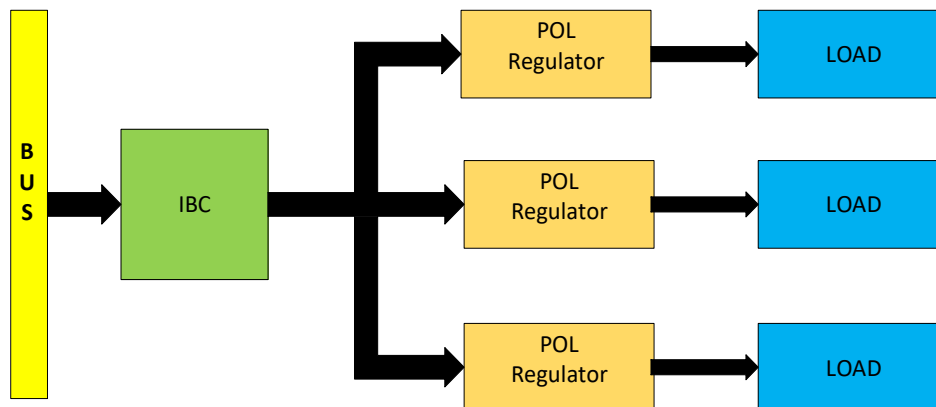 B
U
S
IBC
POL
Regulator
LOAD
POL
Regulator
LOAD
POL
Regulator
LOAD